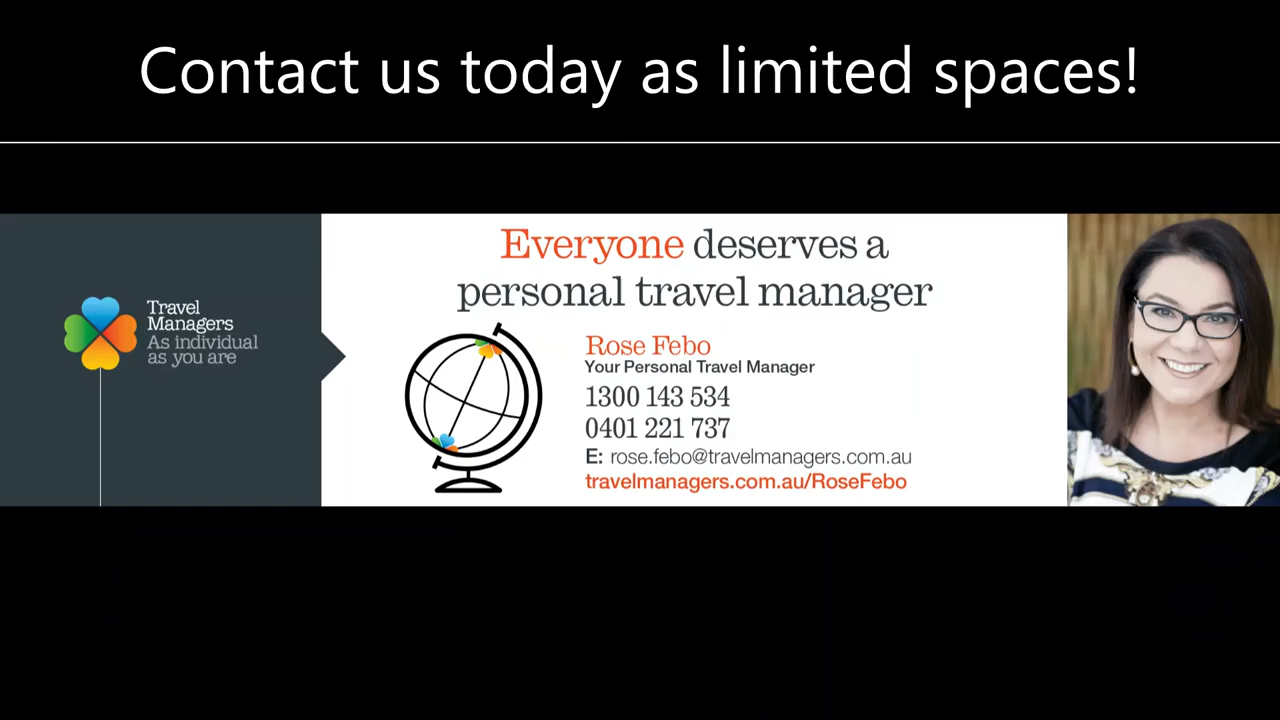 Contact us today as limited spaces!
Travel
Managers
As individual
as you are
Everyone deserves a
personal travel manager
Rose Febo
Your Personal Travel Manager
1300 143 534
0401 221 737
E: rose.febo@travelmanagers.com.au
travelmanagers.com.au/RoseFebo